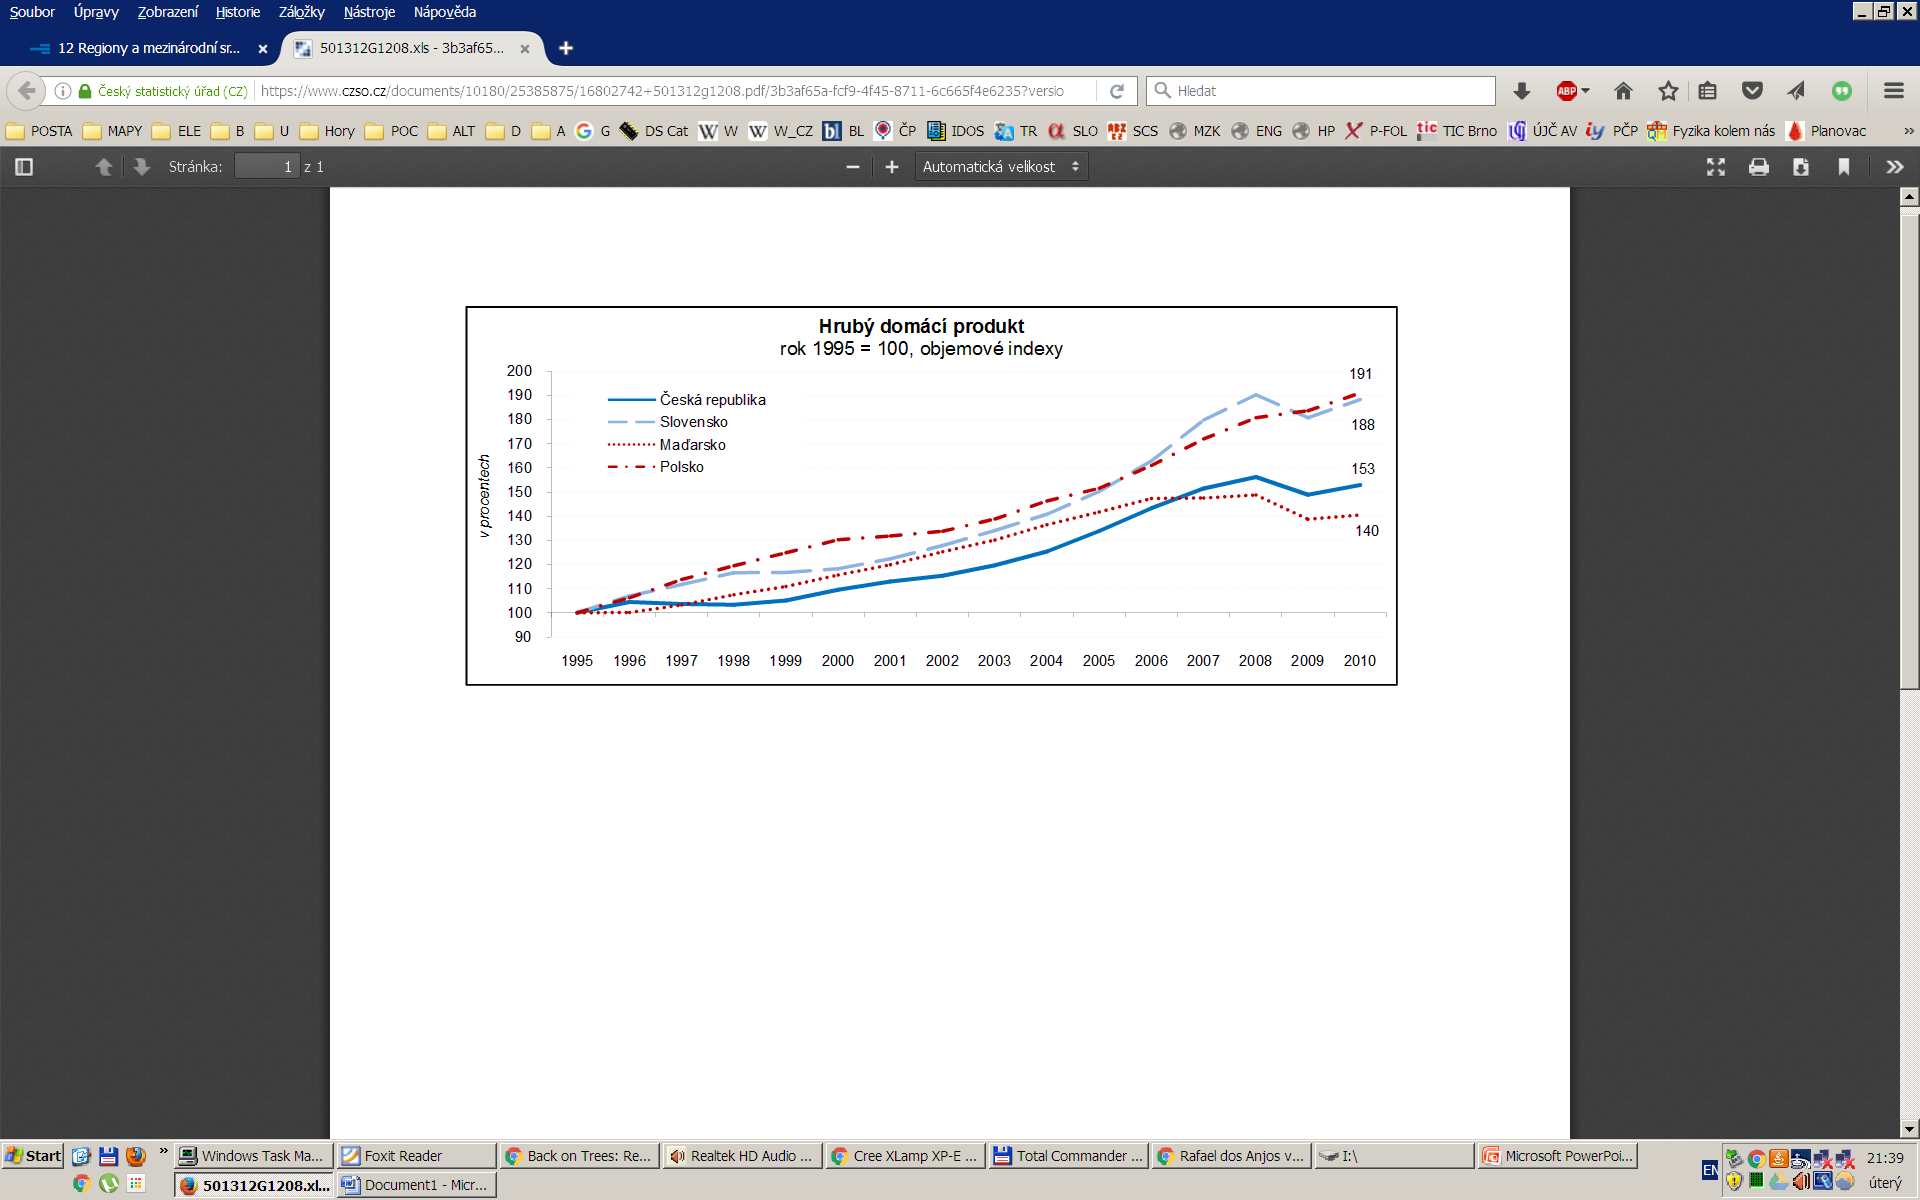 Soubor Úpravy Zobrazení Historie Záložky Nástroje Nápověda
12 Regiony a mezinárodní sr... 501312G1208.xls - 3b3af65...
Český statistický úřad (CZ) https://www.czso.cz/documents/10180/25385875/16802742+501312g1208.pdf/3b3af65a-fcf9-4f45-8711-6c665f4e6235?versio Hledat ABP
POSTA MAPY ELE B U Hory POC ALT D A G DS Cat W W_CZ BL ČP IDOS TR SLO SCS MZK ENG HP P-FOL TIC Brno ÚJČ AV PČP Fyzika kolem nás Planovac
Stránka: 1 z 1 Automatická velikost
Hrubý domácí produkt
rok 1995 = 100, objemové indexy
v procentech
200
190
180
170
160
150
140
130
120
110
100
90
Česká republika
Slovensko
Maďarsko
Polsko
191
188
153
140
1995 1996 1997 1998 1999 2000 2001 2002 2003 2004 2005 2006 2007 2008 2009 2010
Start Windows Task Ma... Foxit Reader Back on Trees: Re... Realtek HD Audio ... Cree XLamp XP-E ... Total Commander ... Rafael dos Anjos v... I:\ Microsoft PowerPoi... 21:39
501312G1208.xl... Document1 - Micr... EN úterý